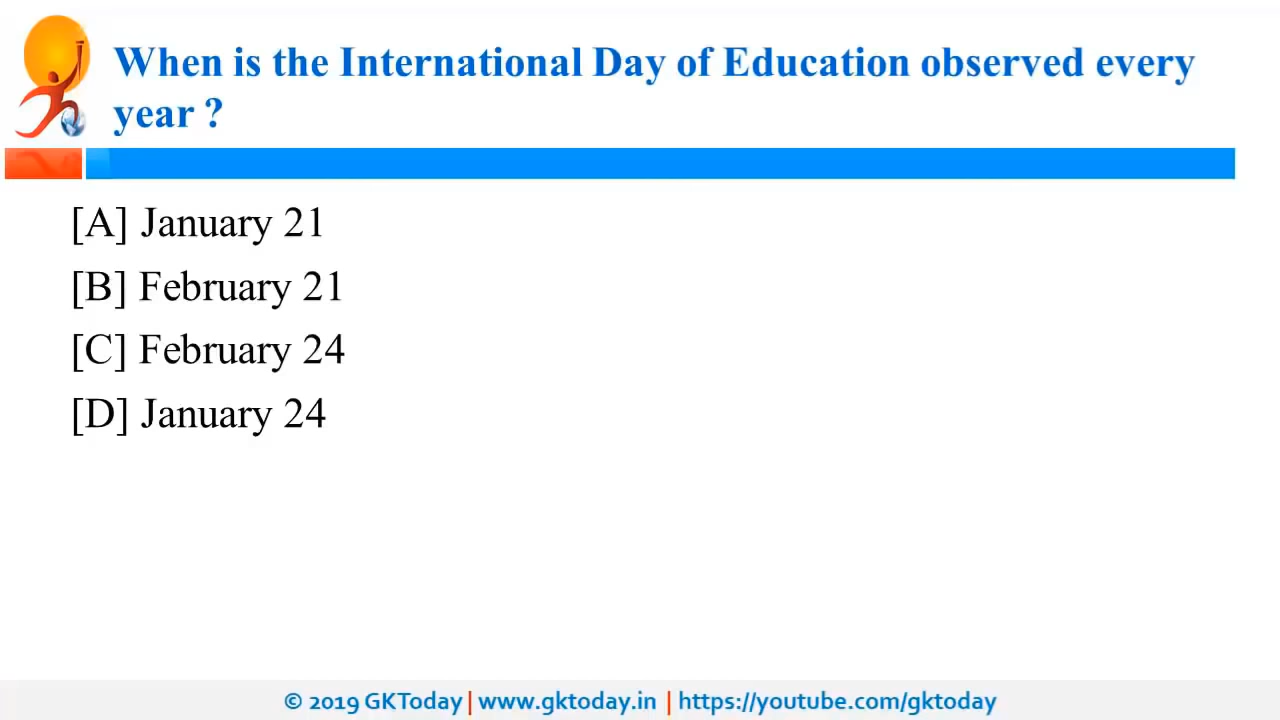 When is the International Day of Education observed every
year ?
[A] January 21
[B] February 21
[C] February 24
[D] January 24
© 2019 GKToday | www.gktoday.in | https://youtube.com/gktoday